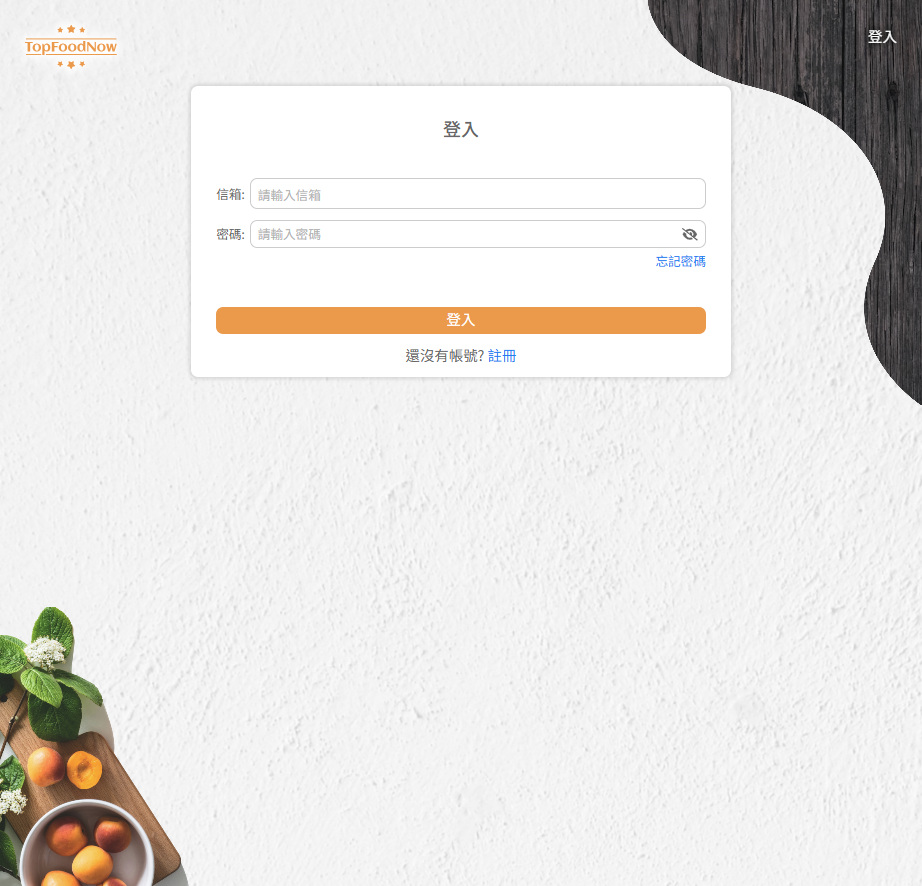 TopFoodNow
登入
登入
信箱: 請輸入信箱
密碼: 請輸入密碼
忘記密碼
登入
還沒有帳號? 註冊